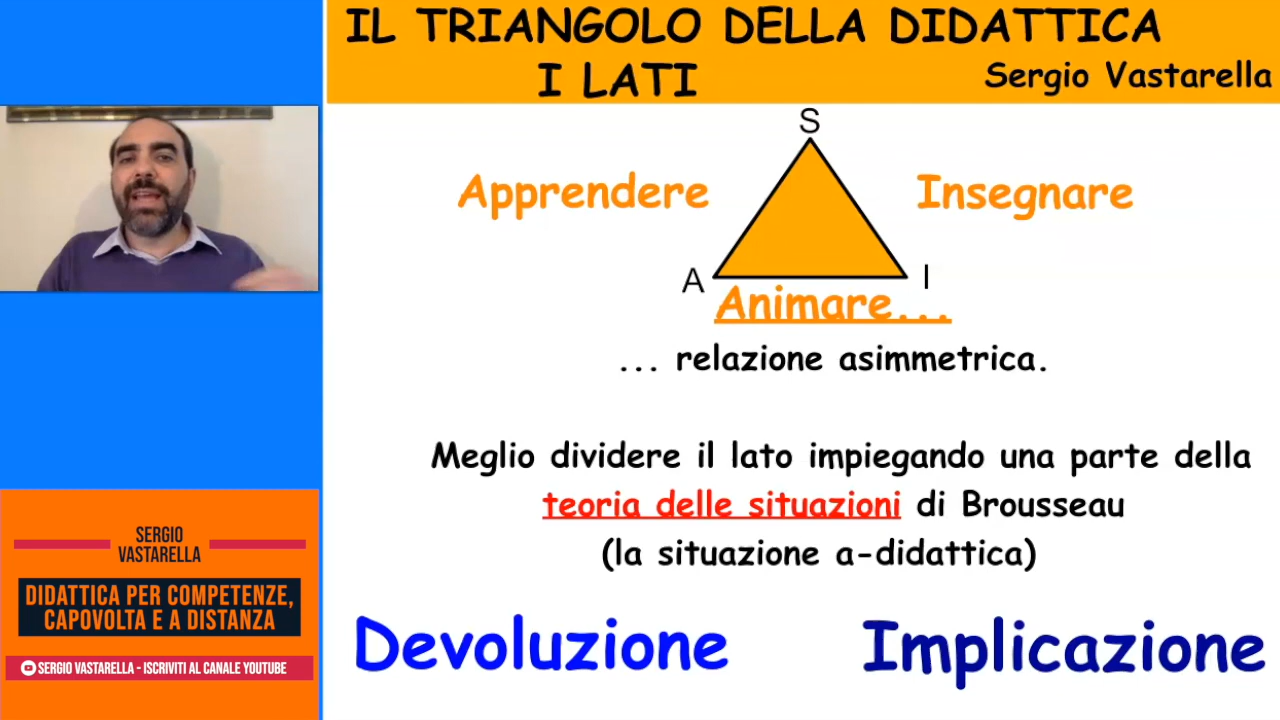 IL TRIANGOLO DELLA DIDATTICA
I LATI
Sergio Vastarella
S
Apprendere
Insegnare
A
I
Animare...
... relazione asimmetrica.
Meglio dividere il lato impiegando una parte della
teoria delle situazioni di Brousseau
(la situazione a-didattica)
Devoluzione
Implicazione
SERGIO
VASTARELLA
DIDATTICA PER COMPETENZE,
CAPOVOLTA E A DISTANZA
SERGIO VASTARELLA - ISCRIVITI AL CANALE YOUTUBE